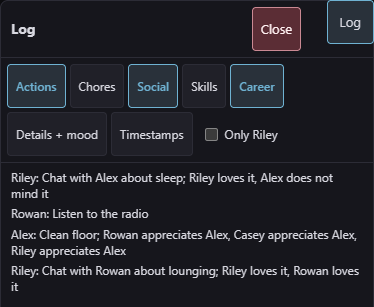 Log
Close
Log
Actions
Chores
Social
Skills
Career
Details + mood
Timestamps
Only Riley
Riley: Chat with Alex about sleep; Riley loves it, Alex does not
mind it
Rowan: Listen to the radio
Alex: Clean floor; Rowan appreciates Alex, Casey appreciates Alex,
Riley appreciates Alex
Riley: Chat with Rowan about lounging; Riley loves it, Rowan loves
it